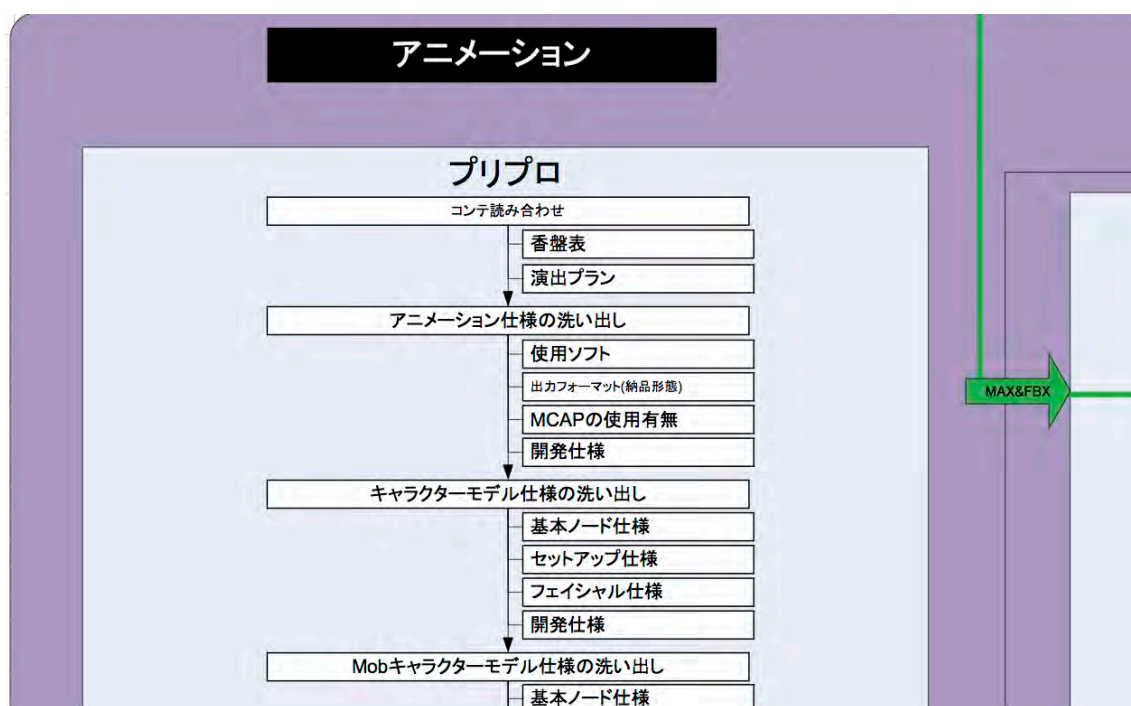 アニメーション
プリプロ
コンテ読み合わせ
香盤表
演出プラン
アニメーション仕様の洗い出し
使用ソフト
出力フォーマット(納品形態)
MCAPの使用有無
開発仕様
キャラクターモデル仕様の洗い出し
基本ノード仕様
セットアップ仕様
フェイシャル仕様
開発仕様
Mobキャラクターモデル仕様の洗い出し
基本ノード仕様
MAX&FBX